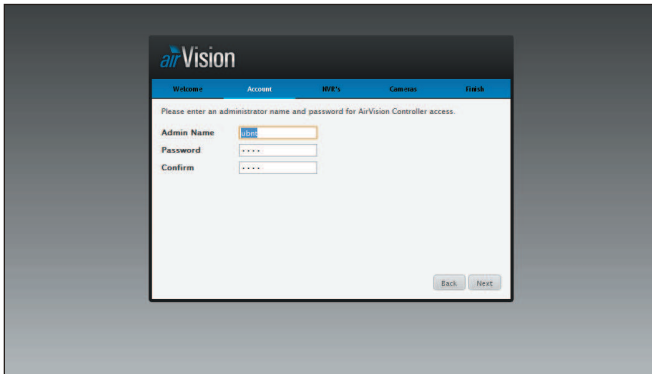 airVision
Welcome Account NVR's Cameras Finish
Please enter an administrator name and password for AirVision Controller access.
Admin Name ubnt
Password ••••
Confirm ••••
Back Next